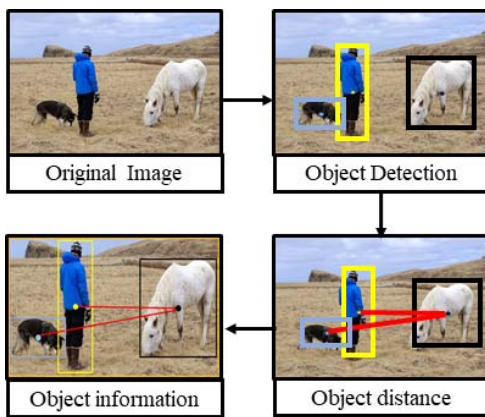 Original Image
Object Detection
Object information
Object distance